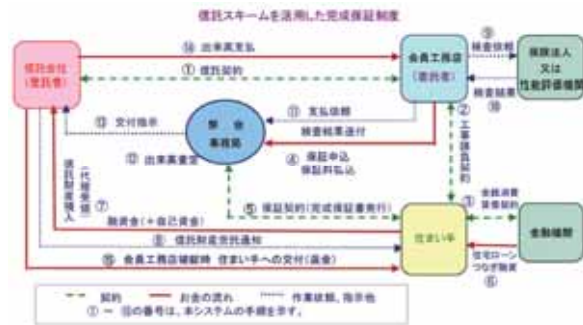 信託スキームを活用した完成保証制度
⑭ 出来高支払
⑨
検査依頼
信託会社
(受託者)
① 信託契約
会員工務店
(委託者)
保険法人
又は
性能評価機関
検査結果
⑩
⑬ 交付指示
協会
事務局
⑪ 支払依頼
検査結果送付
⑫ 出来高査定
④ 保証申込
保証料払込
② 工事請負契約
(代理受領)
信託財産預入 ⑦
⑤ 保証契約(完成保証書発行)
③ 金銭消費
貸借契約
融資金(+自己資金)
住まい手
金融機関
⑧ 信託財産受託通知
⑮ 会員工務店破綻時 住まい手への交付(返金)
住宅ローン
つなぎ融資
⑥
契約
お金の流れ
作業依頼、指示他
① ~ ⑮の番号は、本システムの手続を示す。